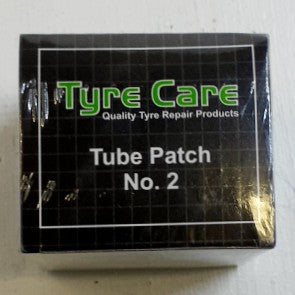 Tyre Care
Quality Tyre Repair Products
Tube Patch
No. 2